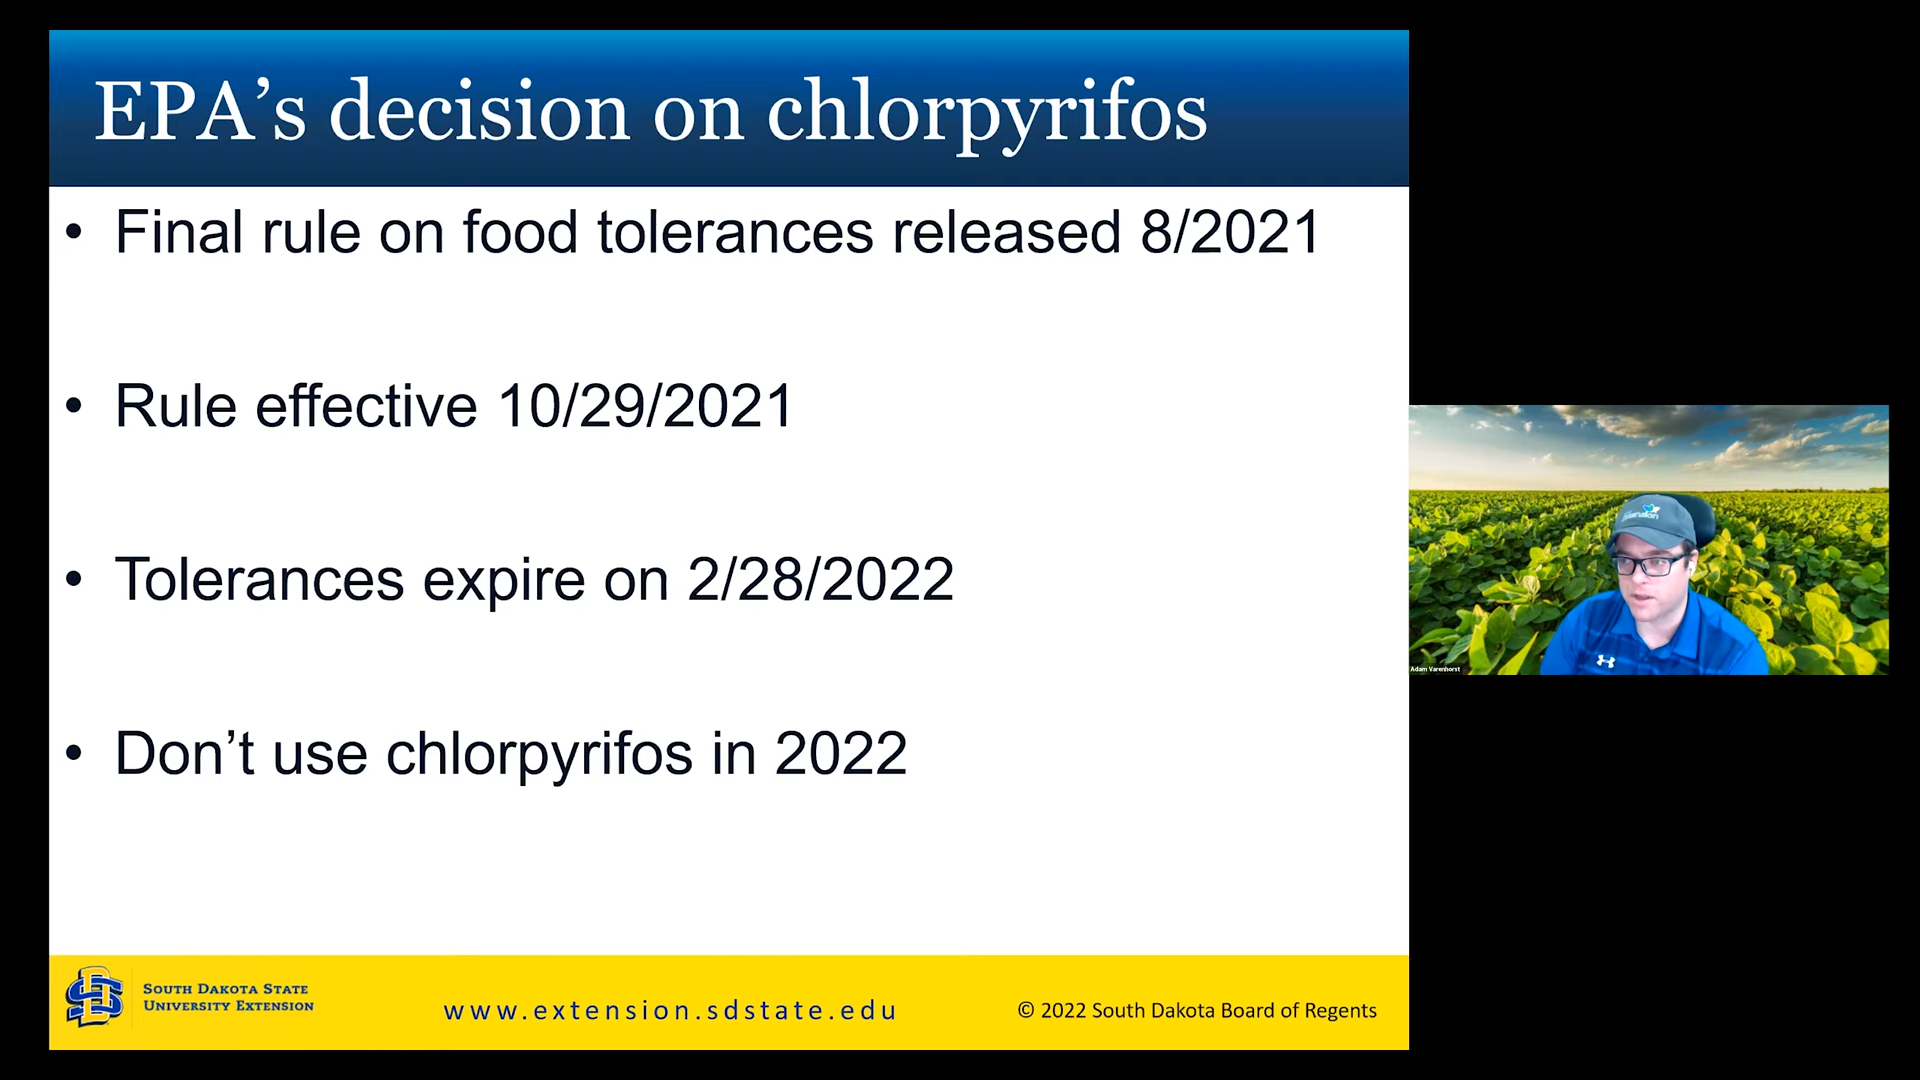 EPA’s decision on chlorpyrifos
• Final rule on food tolerances released 8/2021
• Rule effective 10/29/2021
• Tolerances expire on 2/28/2022
• Don’t use chlorpyrifos in 2022
SOUTH DAKOTA STATE
UNIVERSITY EXTENSION
www.extension.sdstate.edu
© 2022 South Dakota Board of Regents
Adam Varenhorst